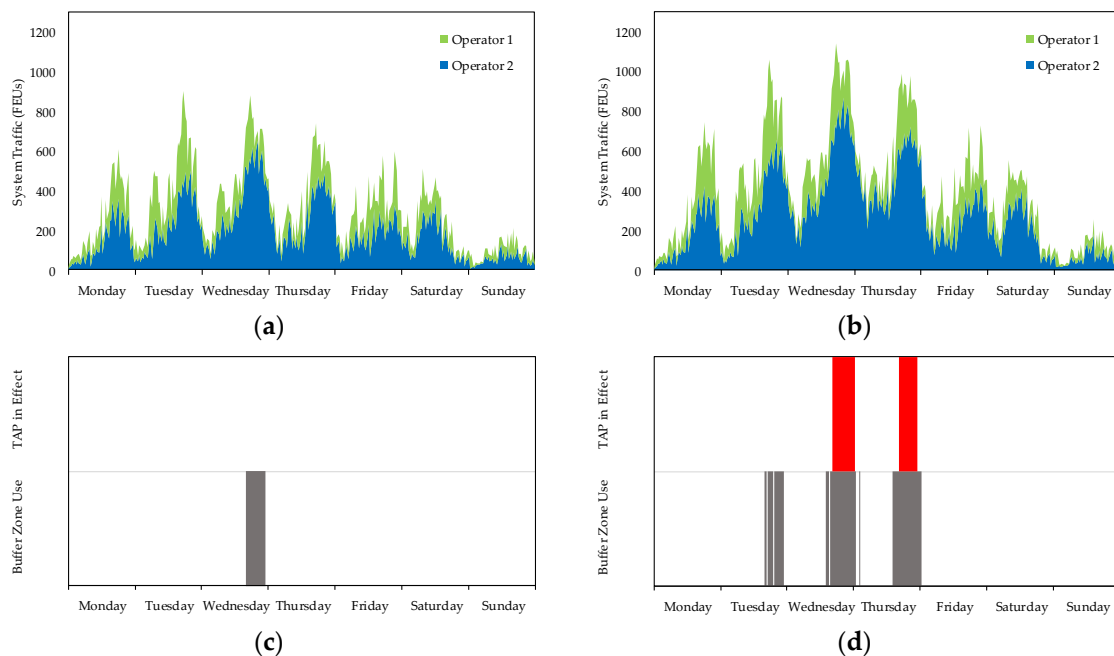 System Traffic (FEUs)
1200
1000
800
600
400
200
0
Operator 1
Operator 2
Monday Tuesday Wednesday Thursday Friday Saturday Sunday
(a)
System Traffic (FEUs)
1200
1000
800
600
400
200
0
Operator 1
Operator 2
Monday Tuesday Wednesday Thursday Friday Saturday Sunday
(b)
TAP in Effect
Buffer Zone Use
Monday Tuesday Wednesday Thursday Friday Saturday Sunday
(c)
TAP in Effect
Buffer Zone Use
Monday Tuesday Wednesday Thursday Friday Saturday Sunday
(d)